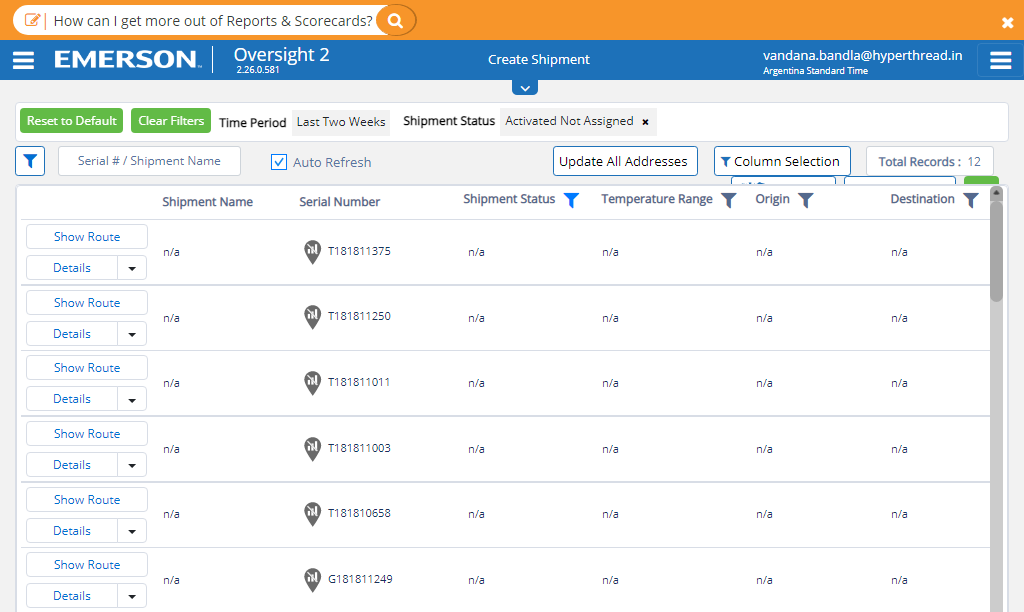 How can I get more out of Reports & Scorecards?
EMERSON™ Oversight 2
2.26.0.581
Create Shipment
vandana.bandla@hyperthread.in
Argentina Standard Time
Reset to Default Clear Filters Time Period Last Two Weeks Shipment Status Activated Not Assigned ×
Serial # / Shipment Name Auto Refresh Update All Addresses Column Selection Total Records : 12
Shipment Name Serial Number Shipment Status Temperature Range Origin Destination
Show Route
n/a T181811375 n/a n/a n/a n/a
Details
Show Route
n/a T181811250 n/a n/a n/a n/a
Details
Show Route
n/a T181811011 n/a n/a n/a n/a
Details
Show Route
n/a T181811003 n/a n/a n/a n/a
Details
Show Route
n/a T181810658 n/a n/a n/a n/a
Details
Show Route
n/a G181811249 n/a n/a n/a n/a
Details